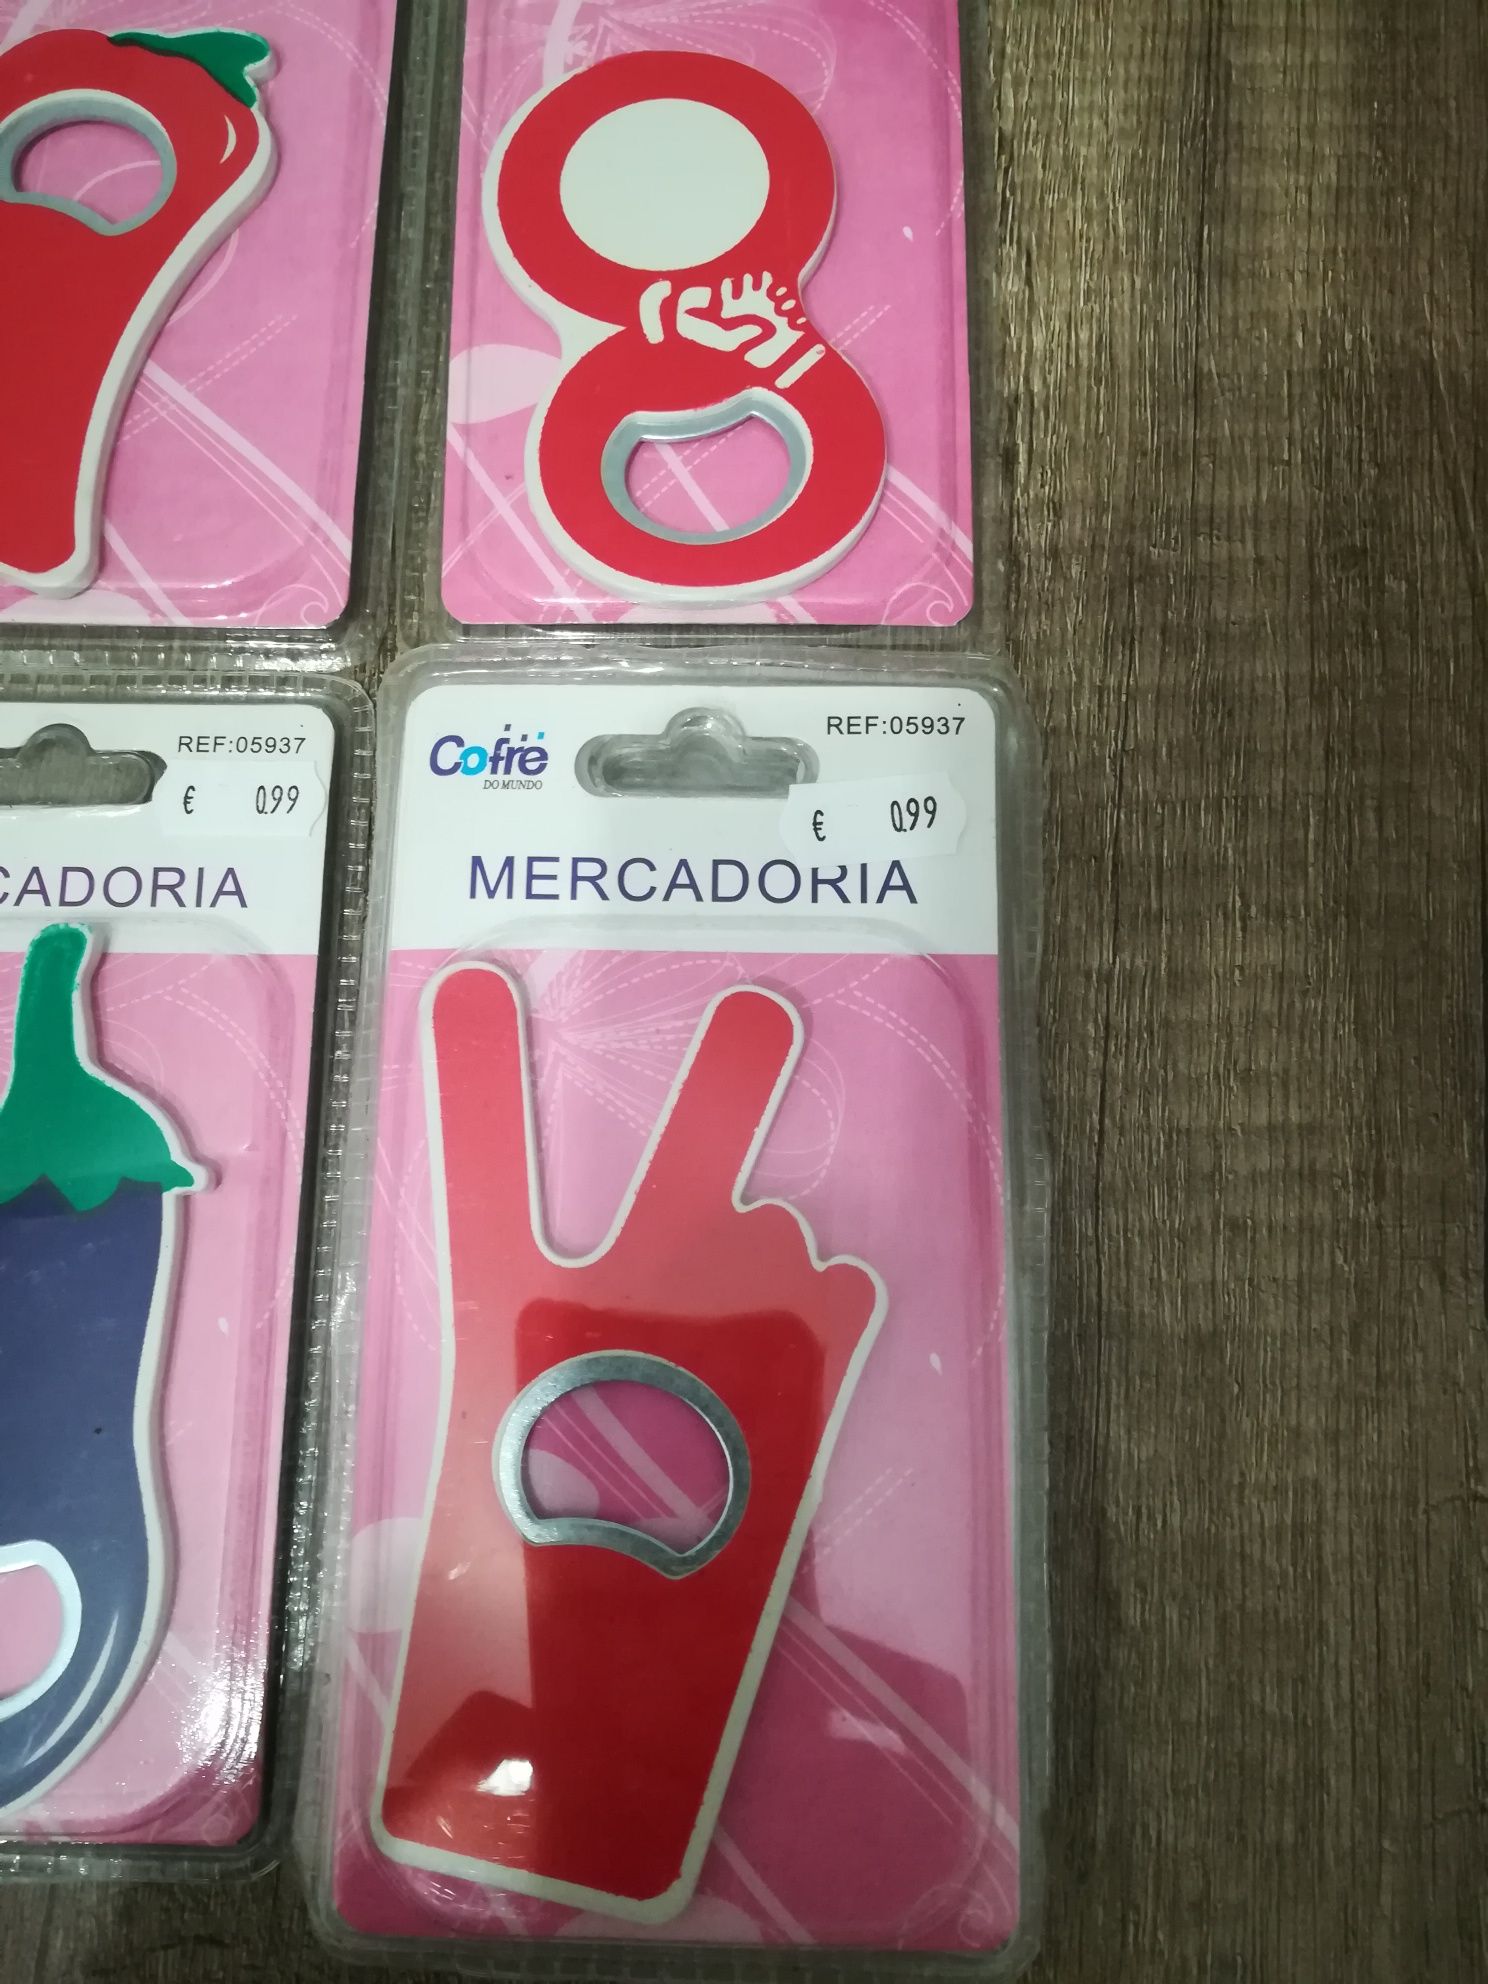 REF:05937
€ 0.99
CADORIA
Cofre
DO MUNDO
REF:05937
€ 0.99
MERCADORIA